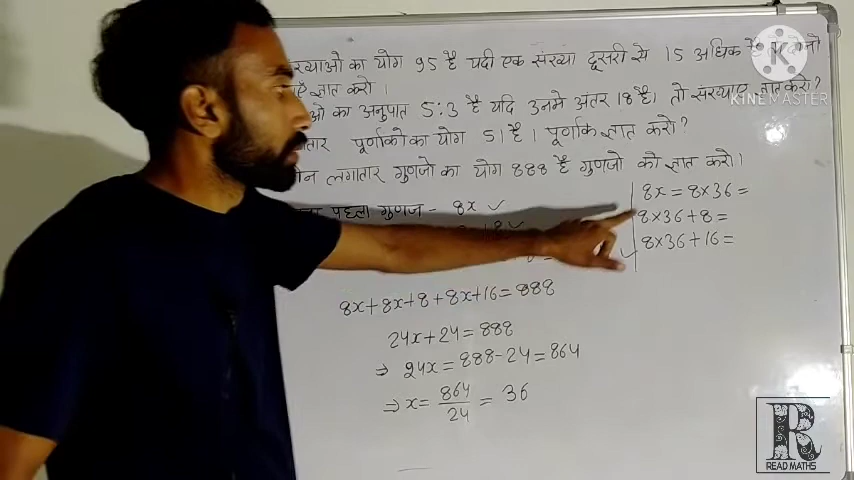 रव्याओ का योग 95 है यदी एक संख्या दूसरी से 15 अधिक है
ज्ञात करो ।
ओ का अनुपात 5:3 है यदि उनमे अंतर 18 है। तो संख्याए ज्ञात करो?
पूर्णाको का योग 51 है । पूर्णाक ज्ञात करो ?
लगातार गुणजो का योग 888 है गुणजो को ज्ञात करो।
पहला गुणज - 8x ✓
8x+8x+8+8x+16=888
24x+24=888
⇒ 24x=888-24=864
⇒x= 864/24 = 36
8x=8×36=
8×36+8=
8×36+16=
KINEMASTER
R
READ MATHS